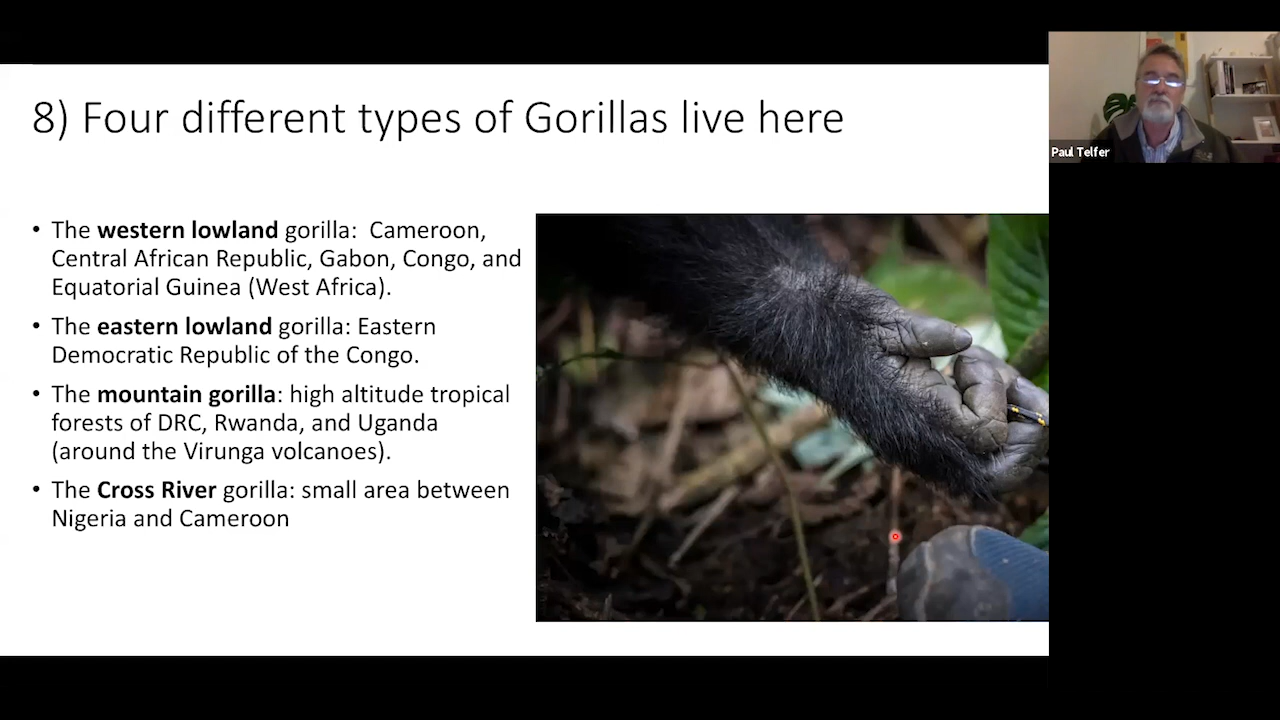 8) Four different types of Gorillas live here
• The western lowland gorilla:  Cameroon,
Central African Republic, Gabon, Congo, and
Equatorial Guinea (West Africa).
• The eastern lowland gorilla: Eastern
Democratic Republic of the Congo.
• The mountain gorilla: high altitude tropical
forests of DRC, Rwanda, and Uganda
(around the Virunga volcanoes).
• The Cross River gorilla: small area between
Nigeria and Cameroon
Paul Telfer